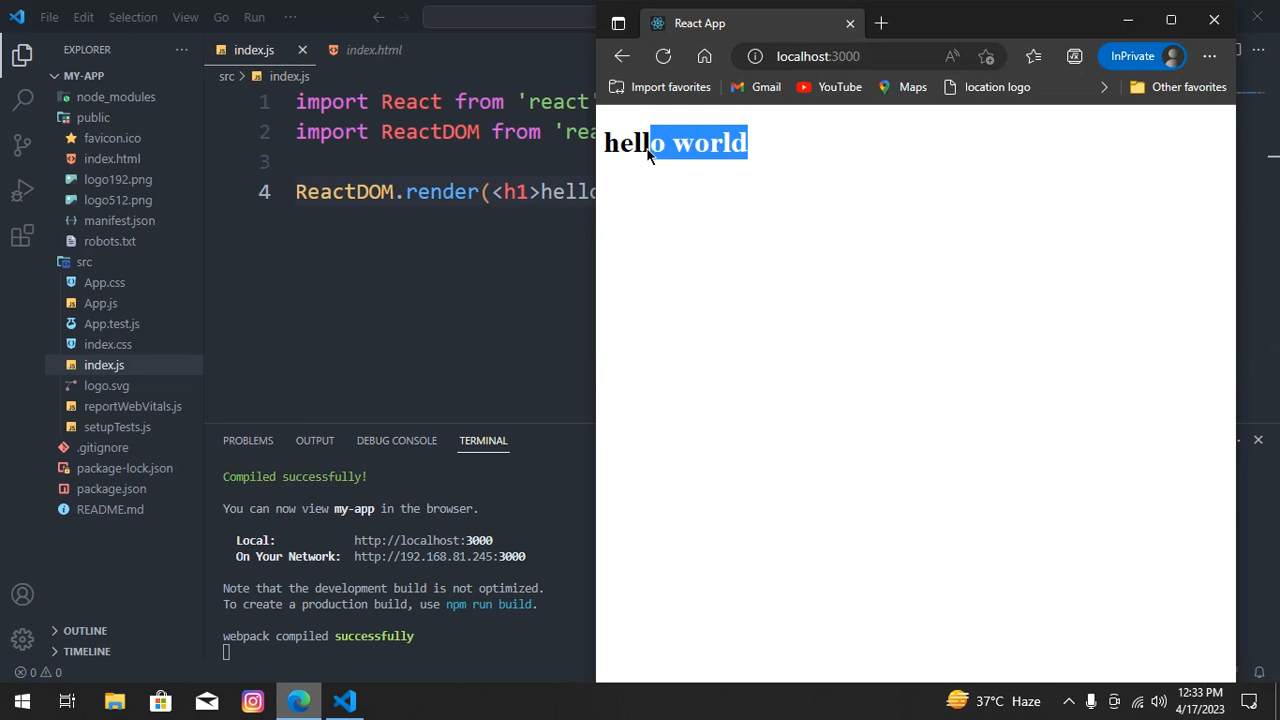 File Edit Selection View Go Run ···
React App
localhost:3000
InPrivate
Import favorites Gmail YouTube Maps location logo Other favorites
EXPLORER
MY-APP
node_modules
public
favicon.ico
index.html
logo192.png
logo512.png
manifest.json
robots.txt
src
App.css
App.js
App.test.js
index.css
index.js
logo.svg
reportWebVitals.js
setupTests.js
.gitignore
package-lock.json
package.json
README.md
OUTLINE
TIMELINE
0 0
index.js index.html
src > index.js
1 import React from 'react'
2 import ReactDOM from 'rea
3
4 ReactDOM.render(<h1>hello
hello world
PROBLEMS OUTPUT DEBUG CONSOLE TERMINAL
Compiled successfully!
You can now view my-app in the browser.
Local: http://localhost:3000
On Your Network: http://192.168.81.245:3000
Note that the development build is not optimized.
To create a production build, use npm run build.
webpack compiled successfully
37°C Haze
12:33 PM
4/17/2023